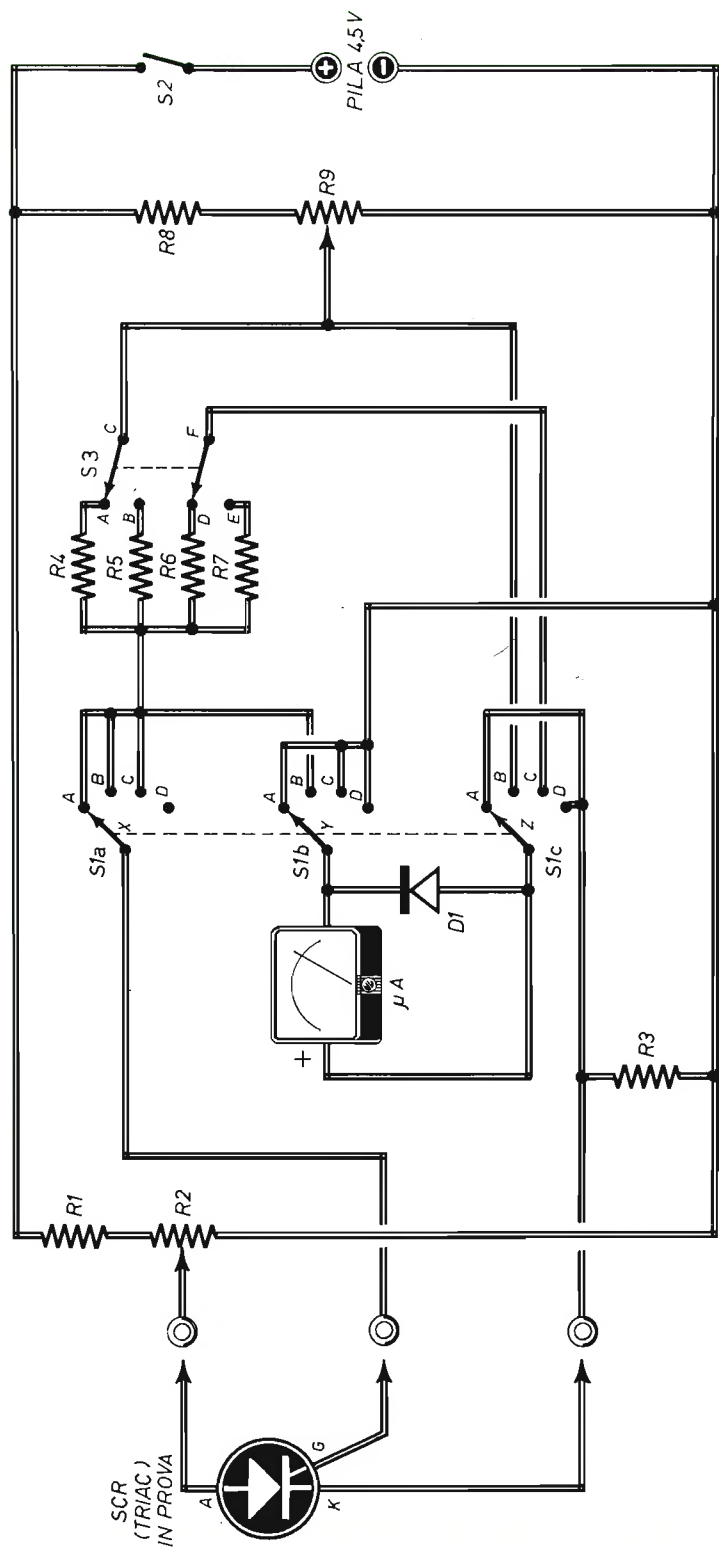 SCR
(TRIAC)
IN PROVA
A
G
K
R1
R2
+
µA
D1
R3
S1a
X
A
B
C
D
S1b
Y
A
B
C
D
S1c
Z
A
B
C
D
R4
R5
R6
R7
S3
A
B
C
D
E
F
R8
R9
S2
+
−
PILA 4,5V